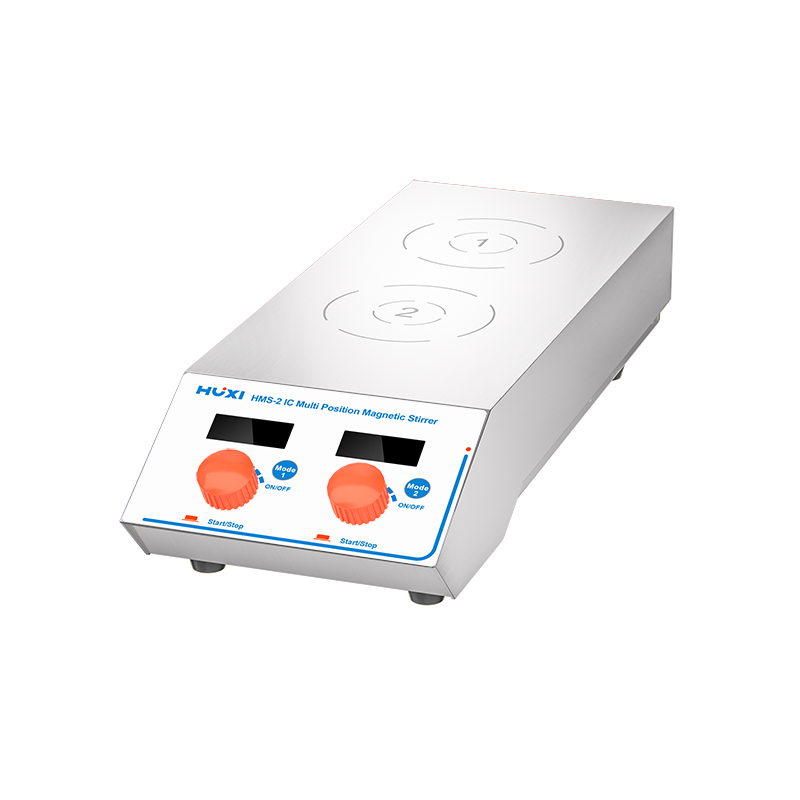 1
2
HUXI HMS-2 IC Multi Position Magnetic Stirrer
Mode
1
ON/OFF
Mode
2
ON/OFF
Start/Stop
Start/Stop